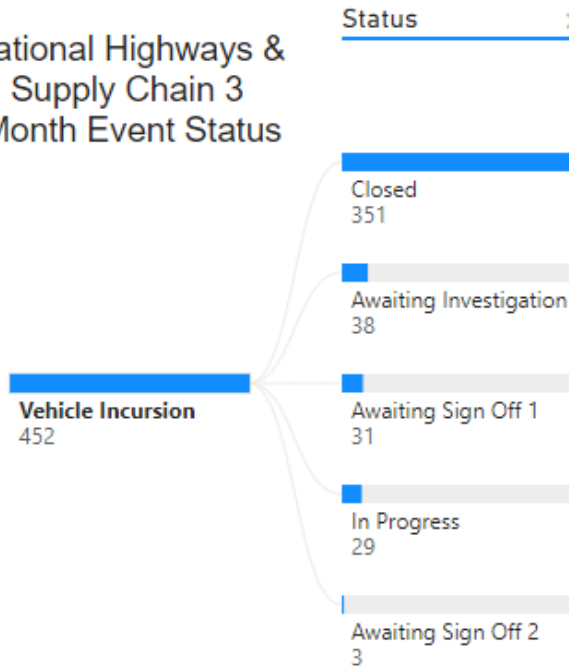 ational Highways &
Supply Chain 3
Month Event Status
Status
Closed
351
Awaiting Investigation
38
Vehicle Incursion
452
Awaiting Sign Off 1
31
In Progress
29
Awaiting Sign Off 2
3